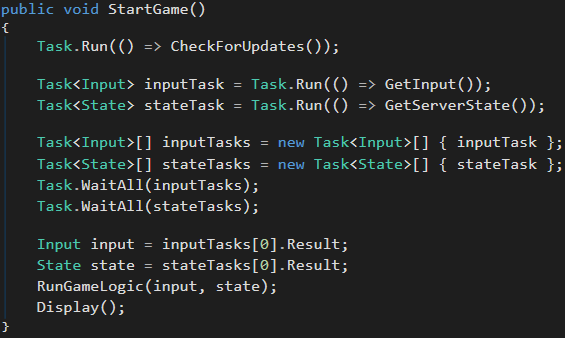 public void StartGame()
{
Task.Run(() => CheckForUpdates());
Task<Input> inputTask = Task.Run(() => GetInput());
Task<State> stateTask = Task.Run(() => GetServerState());
Task<Input>[] inputTasks = new Task<Input>[] { inputTask };
Task<State>[] stateTasks = new Task<State>[] { stateTask };
Task.WaitAll(inputTasks);
Task.WaitAll(stateTasks);
Input input = inputTasks[0].Result;
State state = stateTasks[0].Result;
RunGameLogic(input, state);
Display();
}